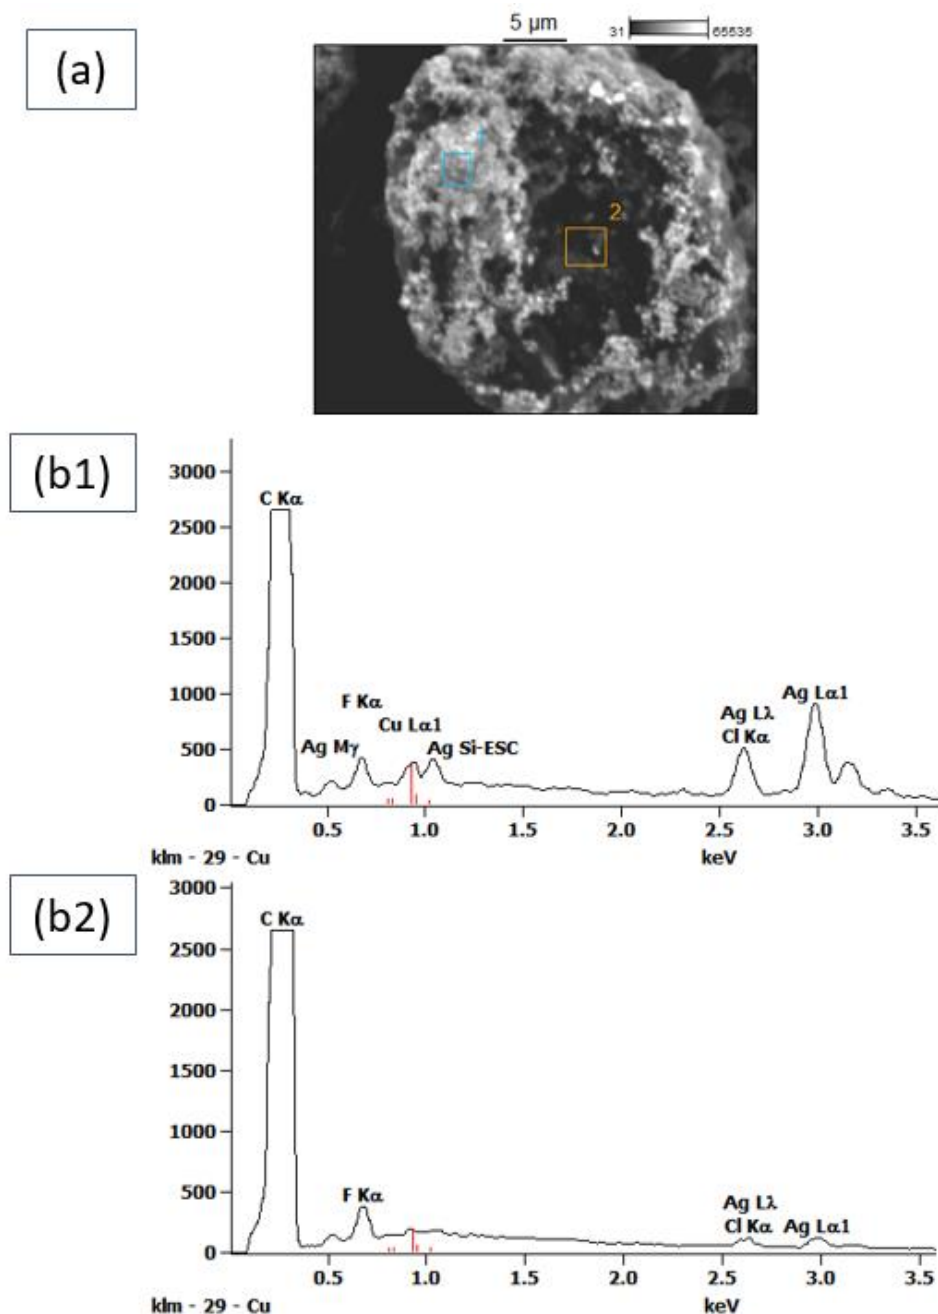 (a)
5 µm
31 65535
1
2
(b1)
3000
2500
2000
1500
1000
500
0
C Kα
Ag Mγ
F Kα
Cu Lα1
Ag Si-ESC
Ag Lλ
Cl Kα
Ag Lα1
0.5 1.0 1.5 2.0 2.5 3.0 3.5
klm - 29 - Cu keV
(b2)
3000
2500
2000
1500
1000
500
0
C Kα
F Kα
Ag Lλ
Cl Kα
Ag Lα1
0.5 1.0 1.5 2.0 2.5 3.0 3.5
klm - 29 - Cu keV